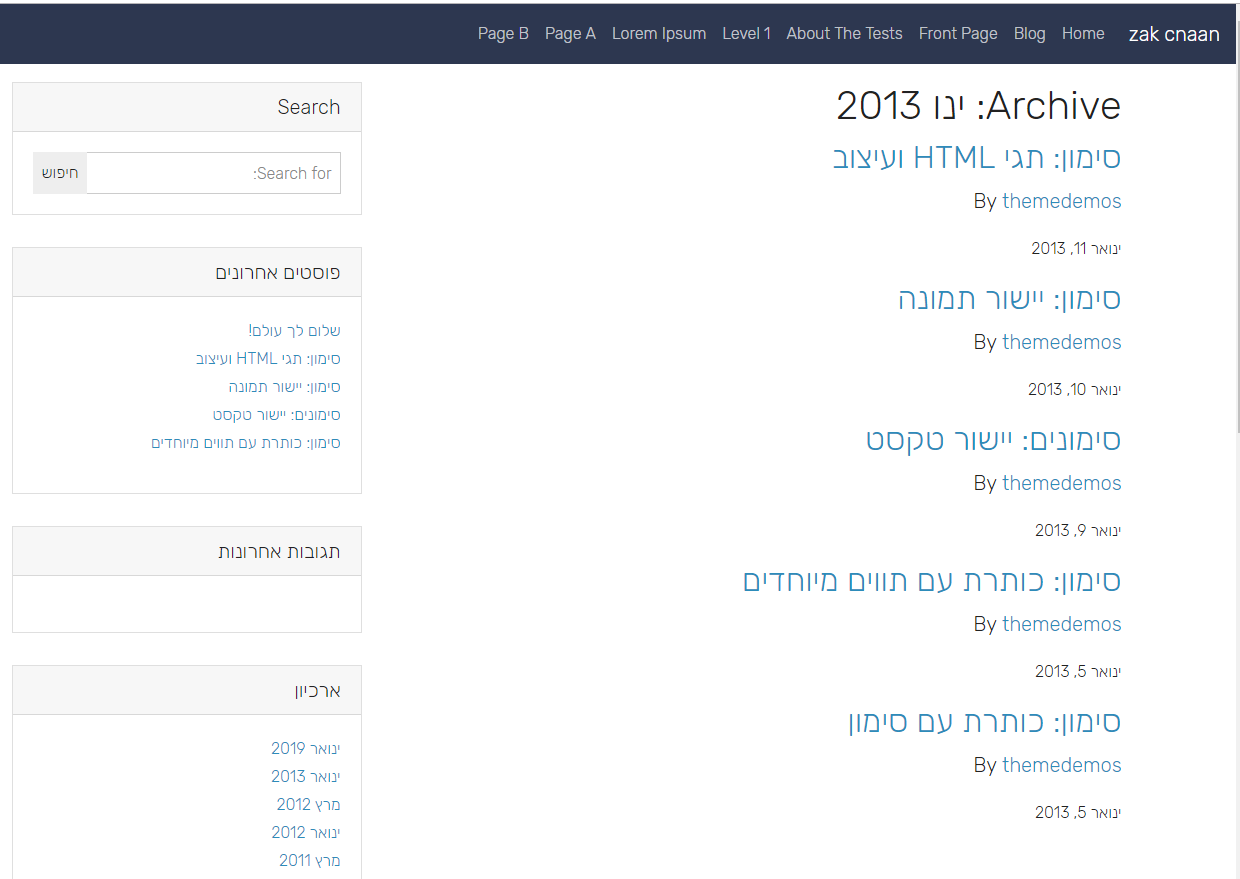 zak cnaan
Home
Blog
Front Page
About The Tests
Level 1
Lorem Ipsum
Page A
Page B
Archive: ינו 2013
סימון: תגי HTML ועיצוב
By themedemos
ינואר 11, 2013
סימון: יישור תמונה
By themedemos
ינואר 10, 2013
סימונים: יישור טקסט
By themedemos
ינואר 9, 2013
סימון: כותרת עם תווים מיוחדים
By themedemos
ינואר 5, 2013
סימון: כותרת עם סימון
By themedemos
ינואר 5, 2013
Search
Search for:
חיפוש
פוסטים אחרונים
שלום לך עולם!
סימון: תגי HTML ועיצוב
סימון: יישור תמונה
סימונים: יישור טקסט
סימון: כותרת עם תווים מיוחדים
תגובות אחרונות
ארכיון
ינואר 2019
ינואר 2013
מרץ 2012
ינואר 2012
מרץ 2011